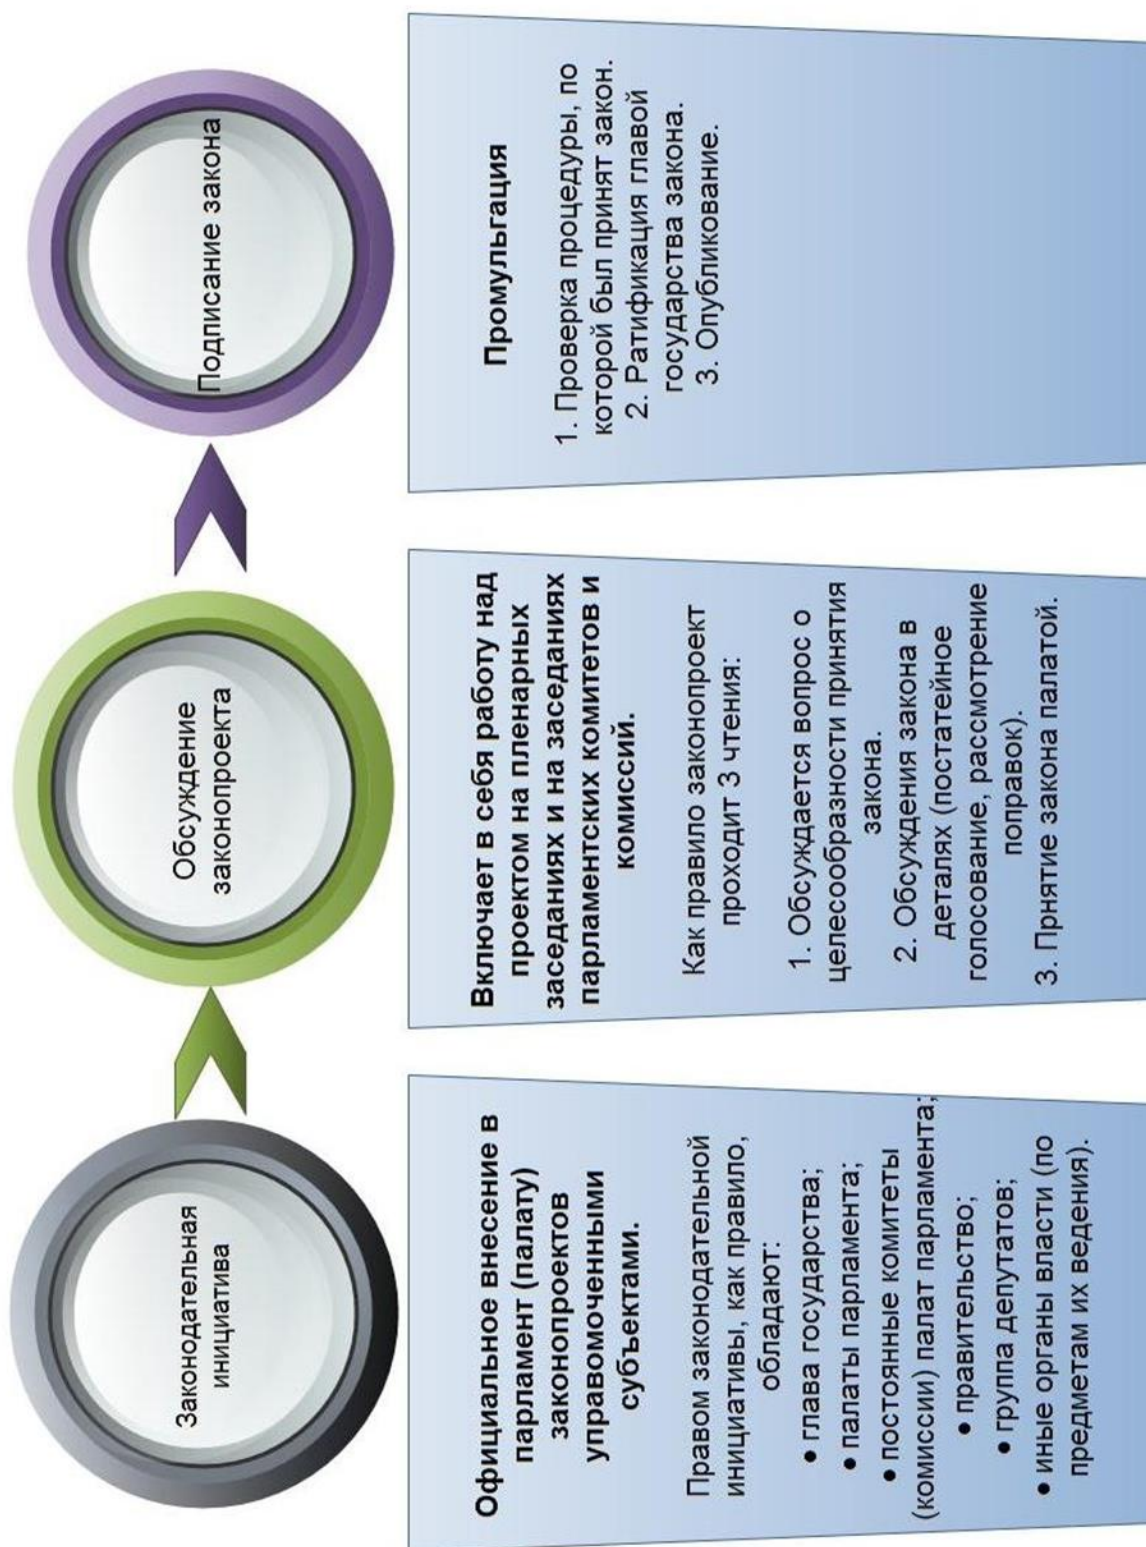 Законодательная
инициатива
Официальное внесение в
парламент (палату)
законопроектов
управомоченными
субъектами.
Правом законодательной
инициативы, как правило,
обладают:
• глава государства;
• палаты парламента;
• постоянные комитеты
(комиссии) палат парламента;
• правительство;
• группа депутатов;
• иные органы власти (по
предметам их ведения).
Обсуждение
законопроекта
Включает в себя работу над
проектом на пленарных
заседаниях и на заседаниях
парламентских комитетов и
комиссий.
Как правило законопроект
проходит 3 чтения:
1. Обсуждается вопрос о
целесообразности принятия
закона.
2. Обсуждения закона в
деталях (постатейное
голосование, рассмотрение
поправок).
3. Прнятие закона палатой.
Подписание закона
Промульгация
1. Проверка процедуры, по
которой был принят закон.
2. Ратификация главой
государства закона.
3. Опубликование.